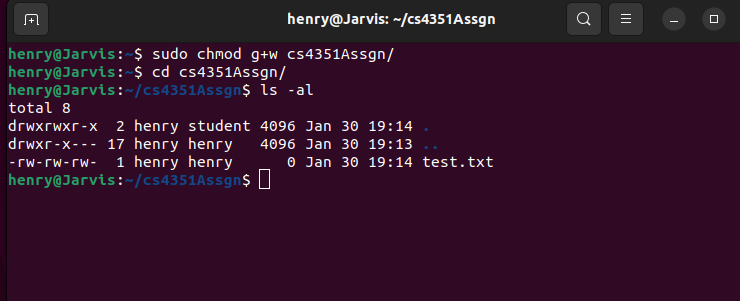 henry@Jarvis: ~/cs4351Assgn
henry@Jarvis:~$ sudo chmod g+w cs4351Assgn/
henry@Jarvis:~$ cd cs4351Assgn/
henry@Jarvis:~/cs4351Assgn$ ls -al
total 8
drwxrwxr-x  2 henry student 4096 Jan 30 19:14 .
drwxr-x--- 17 henry henry   4096 Jan 30 19:13 ..
-rw-rw-rw-  1 henry henry      0 Jan 30 19:14 test.txt
henry@Jarvis:~/cs4351Assgn$